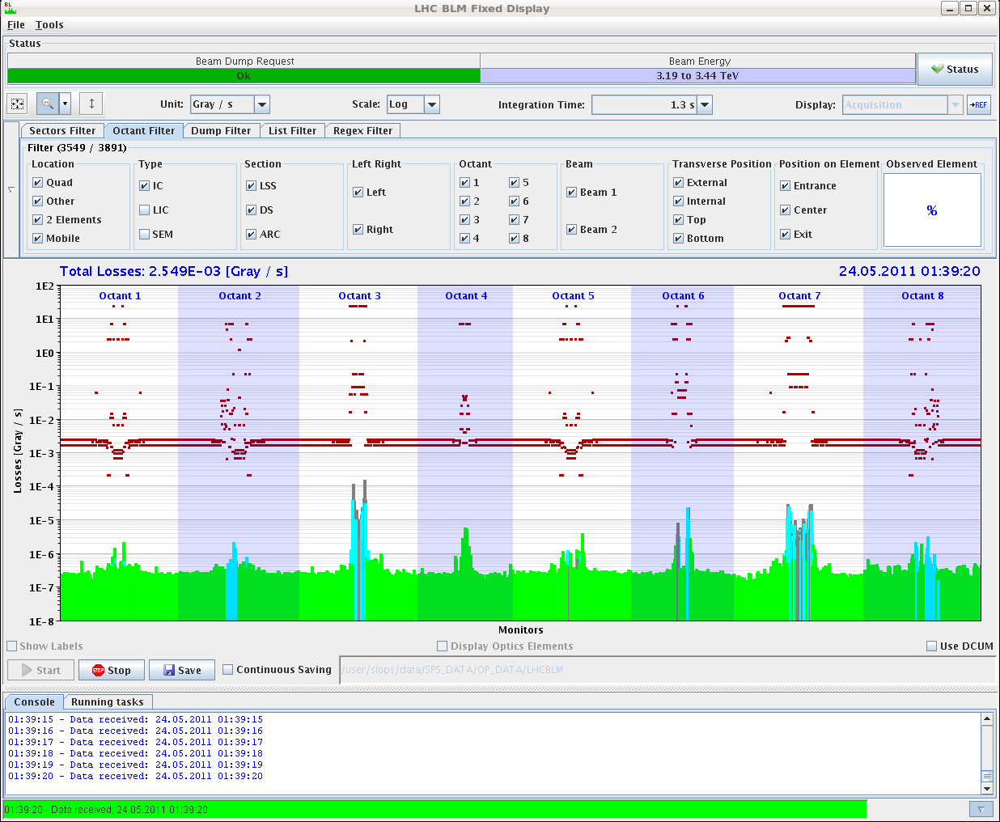 BL
LHC BLM Fixed Display
File Tools
Status
Beam Dump Request
Beam Energy
Ok
3.19 to 3.44 TeV
Status
Unit: Gray / s
Scale: Log
Integration Time: 1.3 s
Display: Acquisition
REF
Sectors Filter
Octant Filter
Dump Filter
List Filter
Regex Filter
Filter (3549 / 3891)
Location
Quad
Other
2 Elements
Mobile
Type
IC
LIC
SEM
Section
LSS
DS
ARC
Left Right
Left
Right
Octant
1
2
3
4
5
6
7
8
Beam
Beam 1
Beam 2
Transverse Position
External
Internal
Top
Bottom
Position on Element
Entrance
Center
Exit
Observed Element
%
Total Losses: 2.549E-03 [Gray / s]
24.05.2011 01:39:20
Octant 1
Octant 2
Octant 3
Octant 4
Octant 5
Octant 6
Octant 7
Octant 8
1E2
1E1
1E0
1E-1
1E-2
1E-3
1E-4
1E-5
1E-6
1E-7
1E-8
Losses [Gray / s]
Monitors
Show Labels
Display Optics Elements
Use DCUM
Start
STOP
Stop
Save
Continuous Saving
/user/slops/data/SPS_DATA/OP_DATA/LHCBLM
Console
Running tasks
01:39:15 - Data received: 24.05.2011 01:39:15
01:39:16 - Data received: 24.05.2011 01:39:16
01:39:17 - Data received: 24.05.2011 01:39:17
01:39:18 - Data received: 24.05.2011 01:39:18
01:39:19 - Data received: 24.05.2011 01:39:19
01:39:20 - Data received: 24.05.2011 01:39:20
01:39:20 - Data received: 24.05.2011 01:39:20